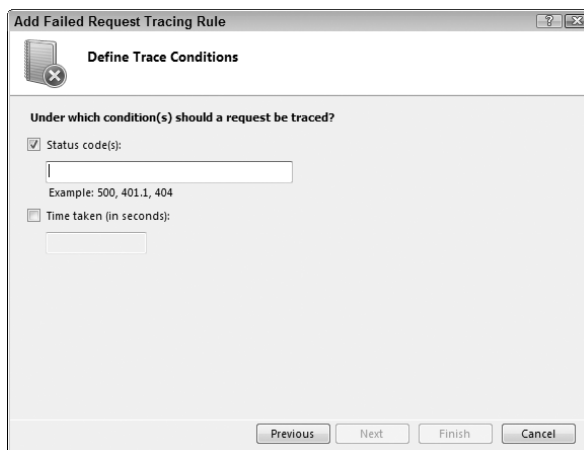 Add Failed Request Tracing Rule
Define Trace Conditions
Under which condition(s) should a request be traced?
Status code(s):
Example: 500, 401.1, 404
Time taken (in seconds):
Previous Next Finish Cancel